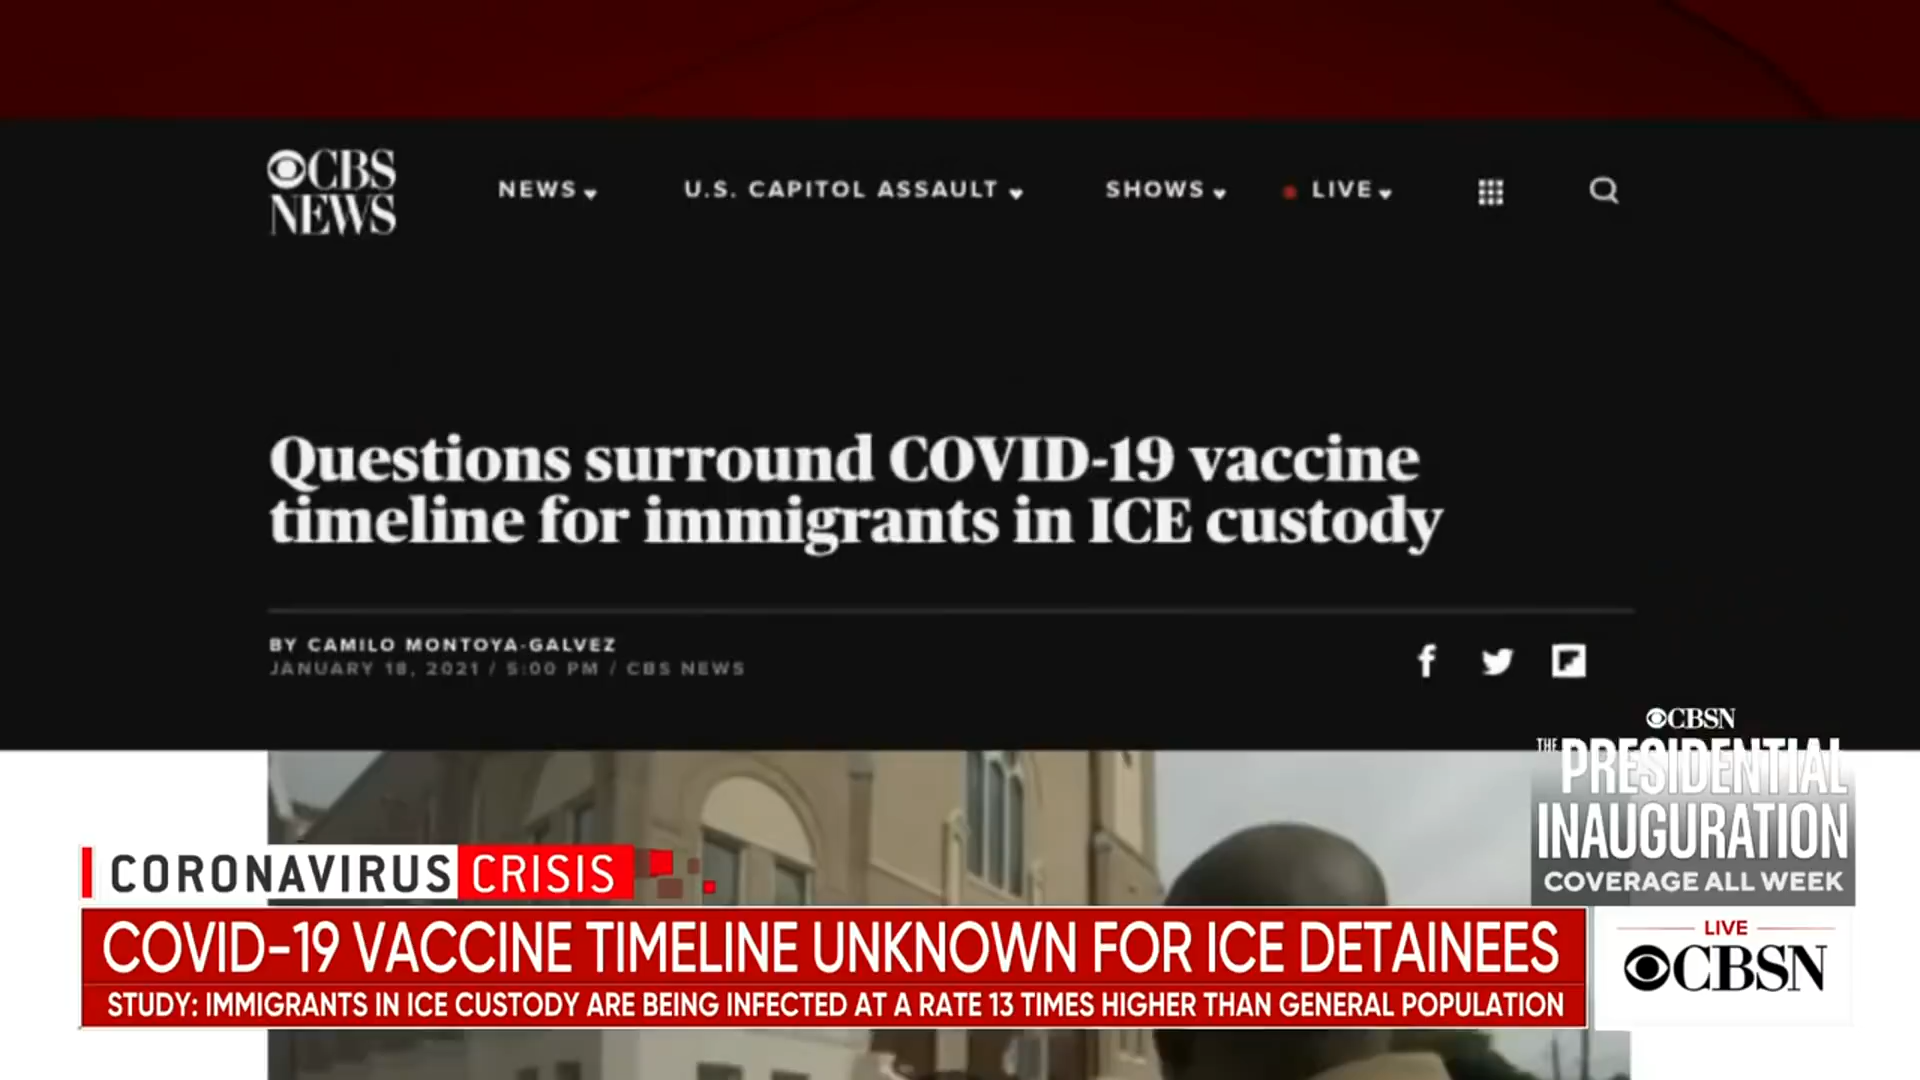 CBS NEWS
NEWS
U.S. CAPITOL ASSAULT
SHOWS
LIVE
Questions surround COVID-19 vaccine
timeline for immigrants in ICE custody
BY CAMILO MONTOYA-GALVEZ
JANUARY 18, 2021 / 5:00 PM / CBS NEWS
CBSN
THE PRESIDENTIAL
INAUGURATION
COVERAGE ALL WEEK
CORONAVIRUS CRISIS
COVID-19 VACCINE TIMELINE UNKNOWN FOR ICE DETAINEES
STUDY: IMMIGRANTS IN ICE CUSTODY ARE BEING INFECTED AT A RATE 13 TIMES HIGHER THAN GENERAL POPULATION
LIVE
CBSN